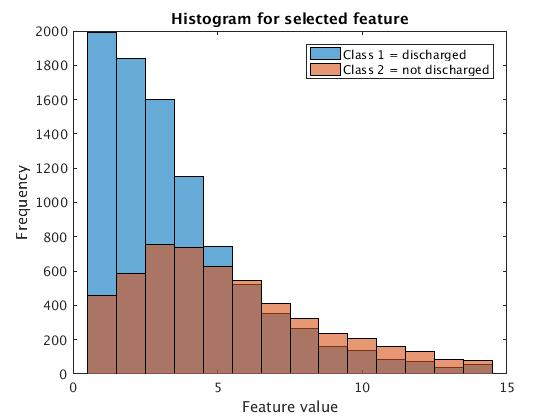 Histogram for selected feature
2000
1800
1600
1400
1200
1000
800
600
400
200
0
Frequency
Class 1 = discharged
Class 2 = not discharged
0 5 10 15
Feature value